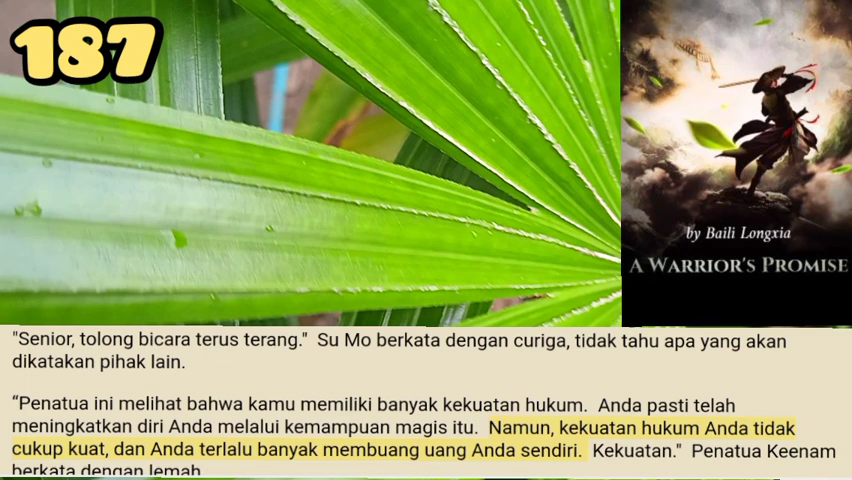 187
by Baili Longxia
A WARRIOR'S PROMISE
"Senior, tolong bicara terus terang."  Su Mo berkata dengan curiga, tidak tahu apa yang akan
dikatakan pihak lain.
“Penatua ini melihat bahwa kamu memiliki banyak kekuatan hukum.  Anda pasti telah
meningkatkan diri Anda melalui kemampuan magis itu.  Namun, kekuatan hukum Anda tidak
cukup kuat, dan Anda terlalu banyak membuang uang Anda sendiri.  Kekuatan."  Penatua Keenam
berkata dengan lemah